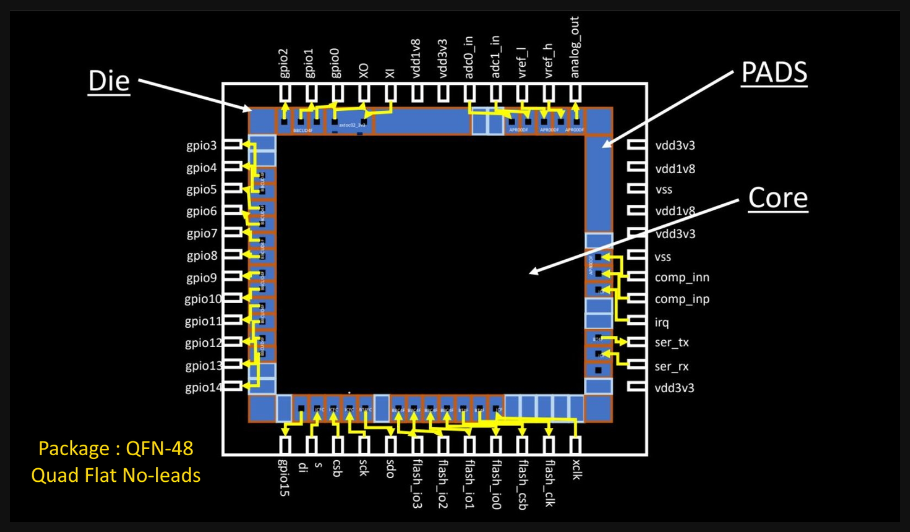 gpio2
gpio1
gpio0
XO
XI
vdd1v8
vdd3v3
adc0_in
adc1_in
vref_l
vref_h
analog_out
Die
PADS
Core
gpio3
gpio4
gpio5
gpio6
gpio7
gpio8
gpio9
gpio10
gpio11
gpio12
gpio13
gpio14
vdd3v3
vdd1v8
vss
vdd1v8
vdd3v3
vss
comp_inn
comp_inp
irq
ser_tx
ser_rx
vdd3v3
gpio15
di
s
csb
sck
sdo
flash_io3
flash_io2
flash_io1
flash_io0
flash_csb
flash_clk
xclk
Package : QFN-48
Quad Flat No-leads